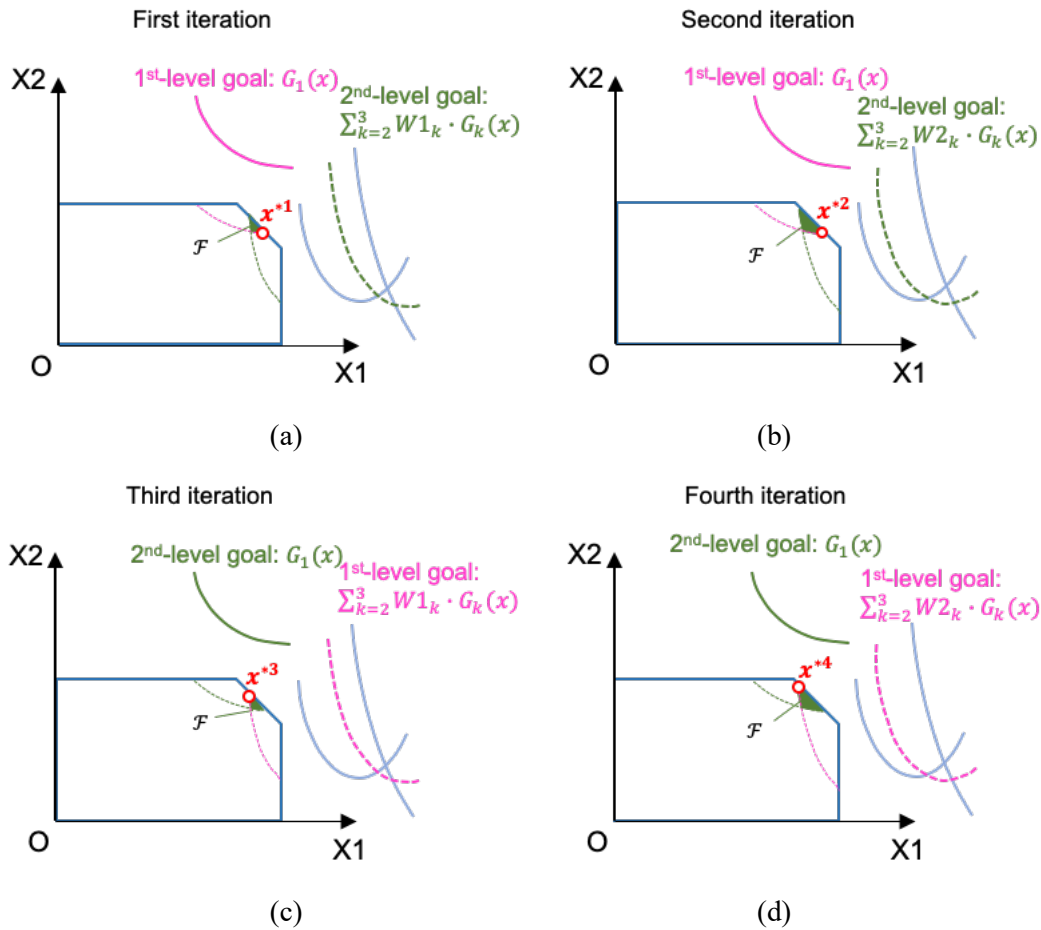 First iteration
X2
1st-level goal: G₁(x)
2nd-level goal:
∑³ₖ₌₂ W1ₖ · Gₖ(x)
x*1
ℱ
O
X1
(a)
Second iteration
X2
1st-level goal: G₁(x)
2nd-level goal:
∑³ₖ₌₂ W2ₖ · Gₖ(x)
x*2
ℱ
O
X1
(b)
Third iteration
X2
2nd-level goal: G₁(x)
1st-level goal:
∑³ₖ₌₂ W1ₖ · Gₖ(x)
x*3
ℱ
O
X1
(c)
Fourth iteration
X2
2nd-level goal: G₁(x)
1st-level goal:
∑³ₖ₌₂ W2ₖ · Gₖ(x)
x*4
ℱ
O
X1
(d)